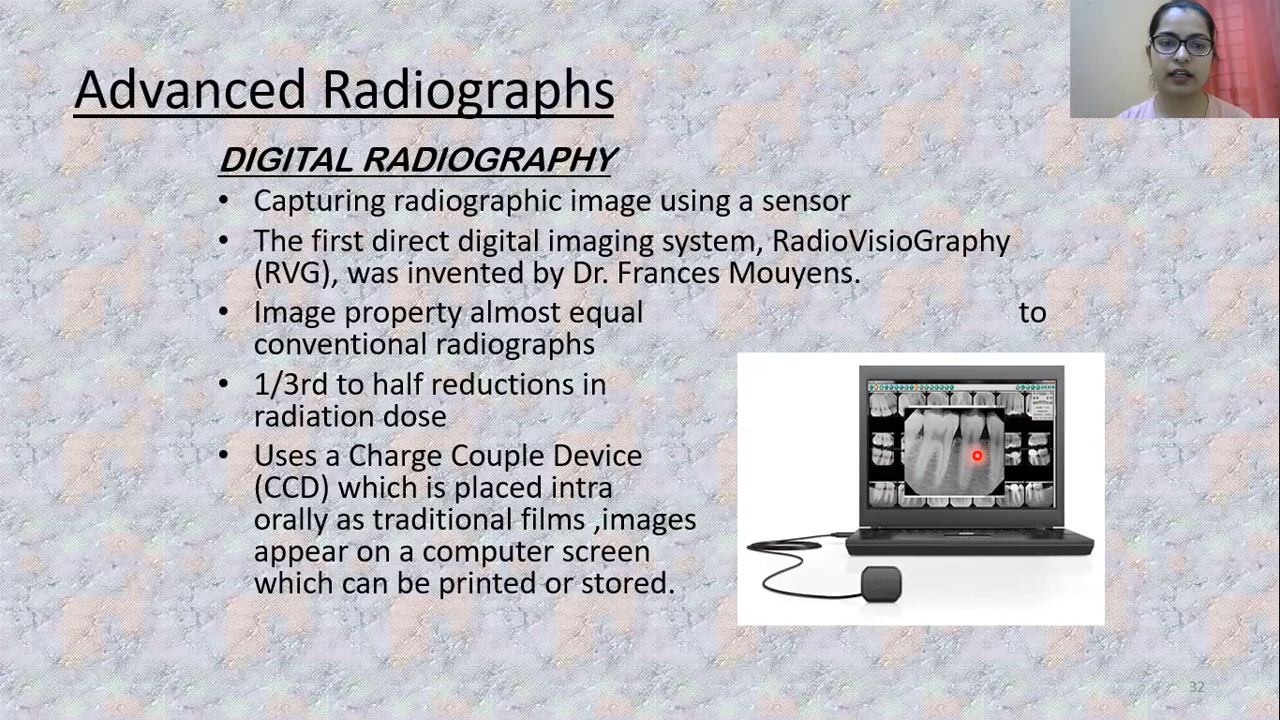 Advanced Radiographs
DIGITAL RADIOGRAPHY
• Capturing radiographic image using a sensor
• The first direct digital imaging system, RadioVisioGraphy
(RVG), was invented by Dr. Frances Mouyens.
• Image property almost equal to
conventional radiographs
• 1/3rd to half reductions in
radiation dose
• Uses a Charge Couple Device
(CCD) which is placed intra
orally as traditional films ,images
appear on a computer screen
which can be printed or stored.
32